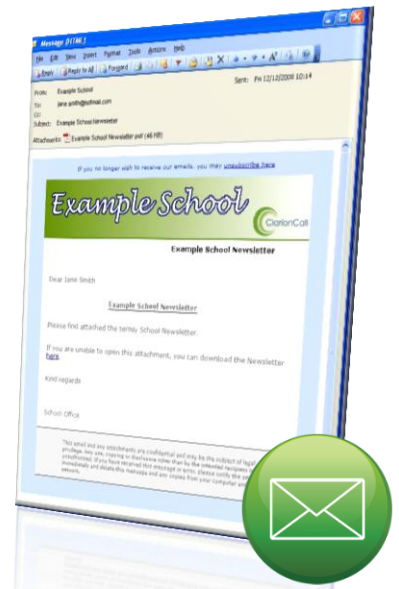 Message (HTML)
File Edit View Insert Format Tools Actions Help
Reply Reply to All Forward
From: Example School
Sent: Fri 12/12/2008 10:14
To: jane.smith@hotmail.com
Cc:
Subject: Example School Newsletter
Attachments: Example School Newsletter.pdf (46 KB)
If you no longer wish to receive our emails, you may unsubscribe here
Example School
ClarionCall
Example School Newsletter
Dear Jane Smith
Example School Newsletter
Please find attached the termly School Newsletter.
If you are unable to open this attachment, you can download the Newsletter
here.
Kind regards
School Office
This email and any attachments are confidential and may be the subject of legal
privilege. Any use, copying or disclosure other than by the intended recipient is
unauthorised. If you have received this message in error, please notify the
immediately and delete this message and any copies from your computer and
network.